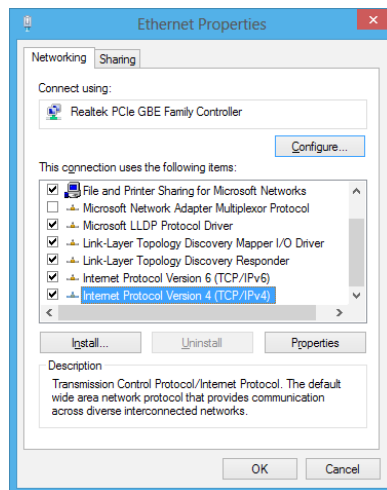 Ethernet Properties
Networking
Sharing
Connect using:
Realtek PCIe GBE Family Controller
Configure...
This connection uses the following items:
File and Printer Sharing for Microsoft Networks
Microsoft Network Adapter Multiplexor Protocol
Microsoft LLDP Protocol Driver
Link-Layer Topology Discovery Mapper I/O Driver
Link-Layer Topology Discovery Responder
Internet Protocol Version 6 (TCP/IPv6)
Internet Protocol Version 4 (TCP/IPv4)
Install...
Uninstall
Properties
Description
Transmission Control Protocol/Internet Protocol. The default
wide area network protocol that provides communication
across diverse interconnected networks.
OK
Cancel